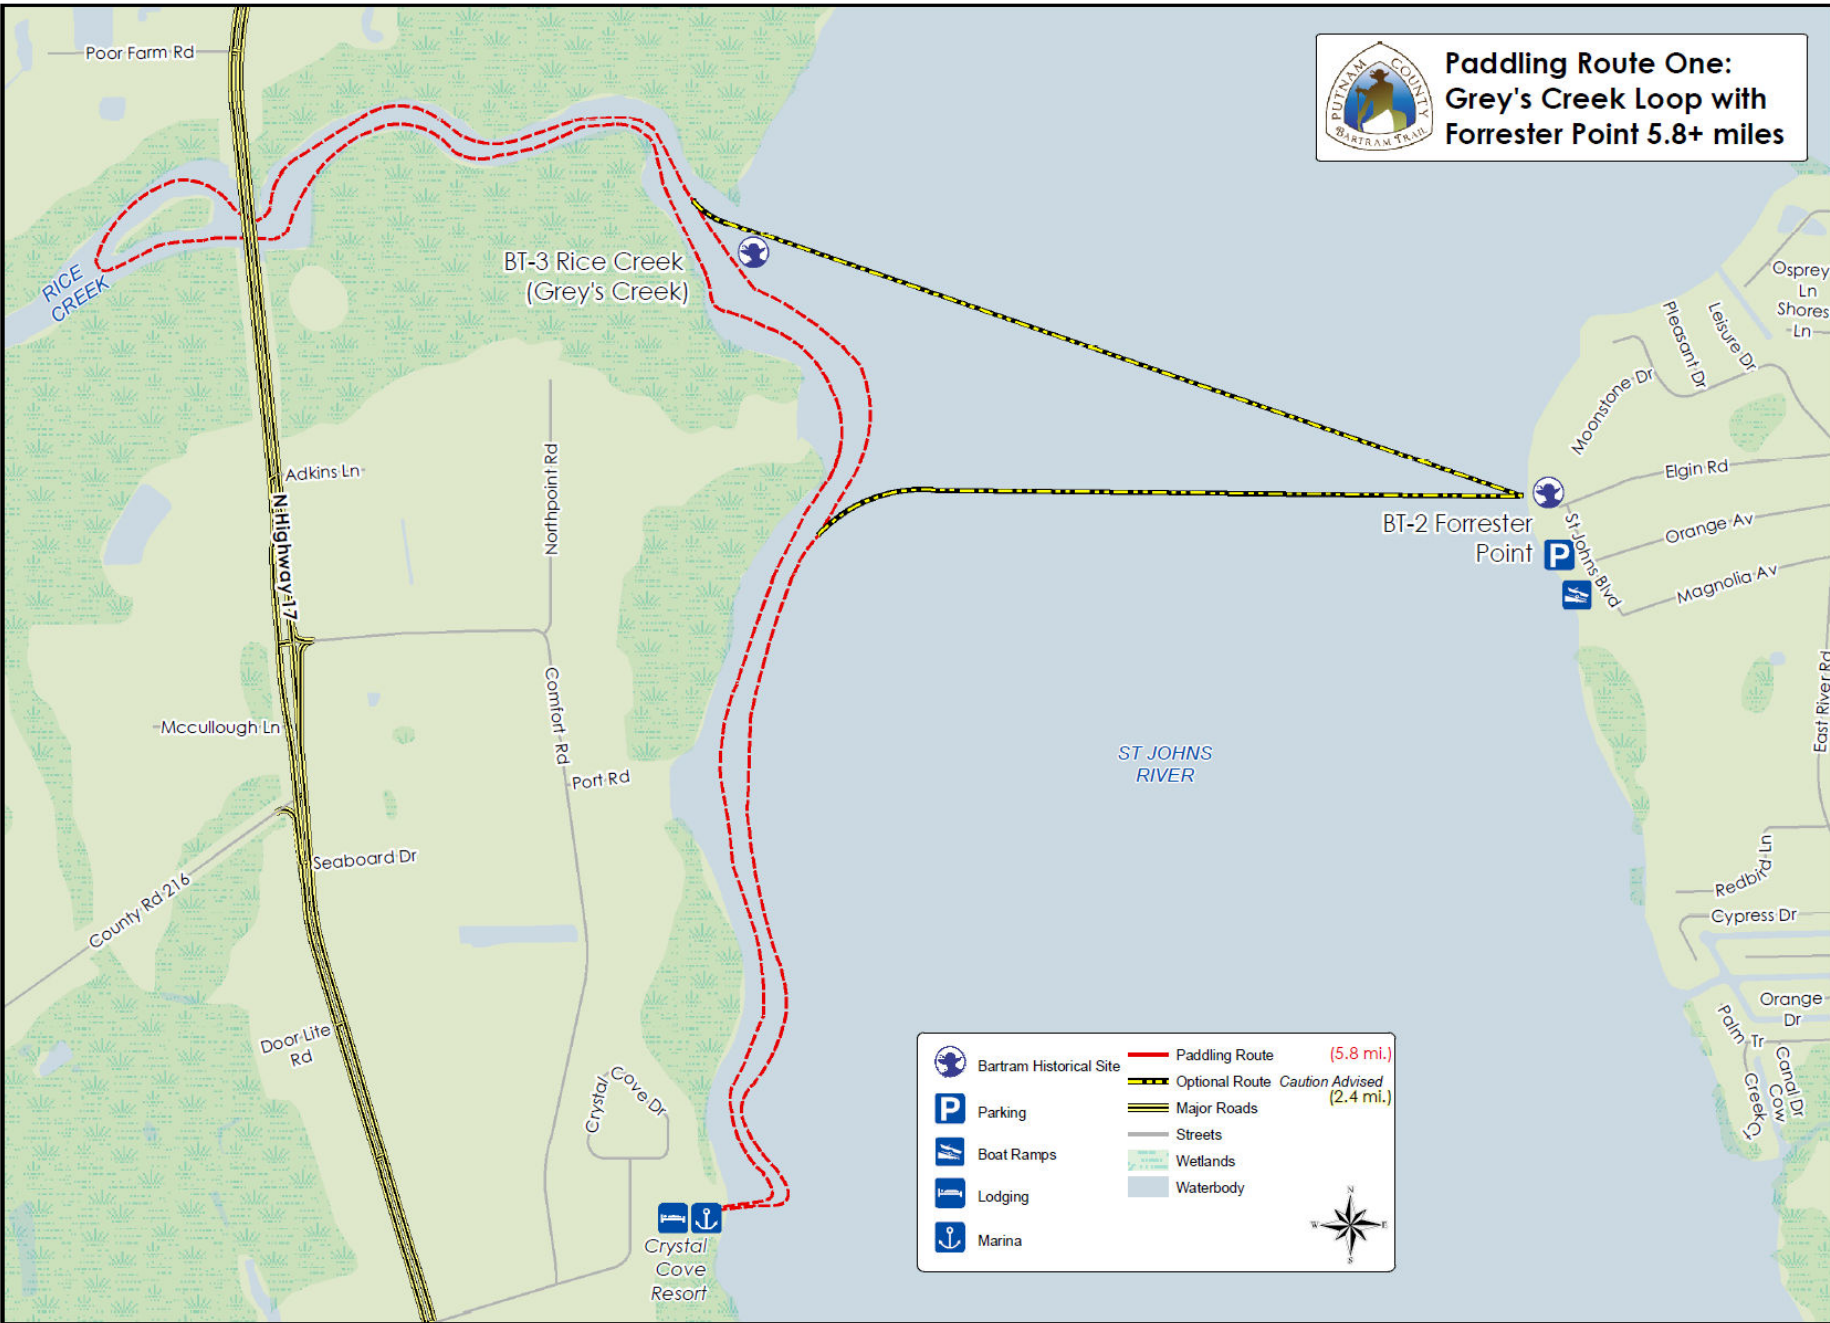 Poor Farm Rd
PUTNAM COUNTY
BARTRAM TRAIL
Paddling Route One:
Grey's Creek Loop with
Forrester Point 5.8+ miles
RICE
CREEK
BT-3 Rice Creek
(Grey's Creek)
Osprey
Ln
Shores
Ln
Pleasant Dr
Leisure Dr
Moonstone Dr
Adkins Ln
N Highway 17
Northpoint Rd
Elgin Rd
BT-2 Forrester
Point
P
St Johns Blvd
Orange Av
Magnolia Av
East River Rd
Mccullough Ln
Comfort Rd
Port Rd
ST JOHNS
RIVER
Seaboard Dr
County Rd 216
Redbird Ln
Cypress Dr
Orange
Dr
Door Lite
Rd
Palm Tr
Creek Ct
Canal Dr
Cow
Crystal Cove Dr
Crystal
Cove
Resort
Bartram Historical Site
P Parking
Boat Ramps
Lodging
Marina
Paddling Route (5.8 mi.)
Optional Route Caution Advised
(2.4 mi.)
Major Roads
Streets
Wetlands
Waterbody
N
W E
S